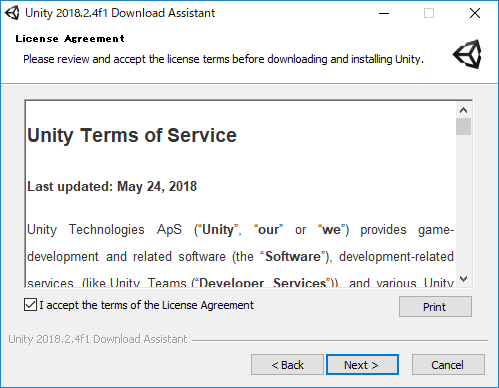 Unity 2018.2.4f1 Download Assistant
License Agreement
Please review and accept the license terms before downloading and installing Unity.
Unity Terms of Service
Last updated: May 24, 2018
Unity Technologies ApS (“Unity”, “our” or “we”) provides game-
development and related software (the “Software”), development-related
services (like Unity Teams (“Developer Services”)), and various Unity
I accept the terms of the License Agreement
Print
Unity 2018.2.4f1 Download Assistant
< Back
Next >
Cancel